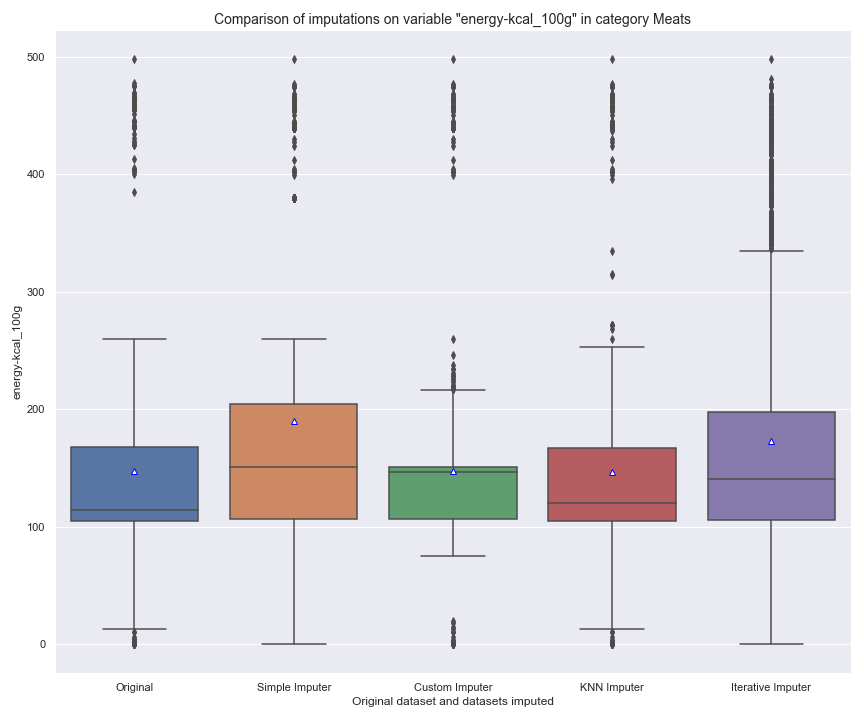 Comparison of imputations on variable "energy-kcal_100g" in category Meats
500
400
300
200
100
0
energy-kcal_100g
Original
Simple Imputer
Custom Imputer
KNN Imputer
Iterative Imputer
Original dataset and datasets imputed